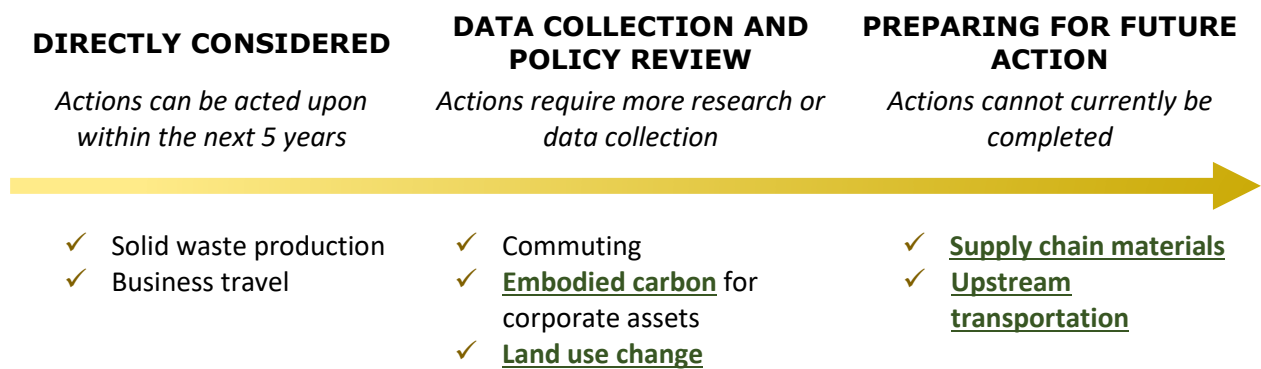 DIRECTLY CONSIDERED
Actions can be acted upon
within the next 5 years
✓ Solid waste production
✓ Business travel
DATA COLLECTION AND
POLICY REVIEW
Actions require more research or
data collection
✓ Commuting
✓ Embodied carbon for
corporate assets
✓ Land use change
PREPARING FOR FUTURE
ACTION
Actions cannot currently be
completed
✓ Supply chain materials
✓ Upstream
transportation